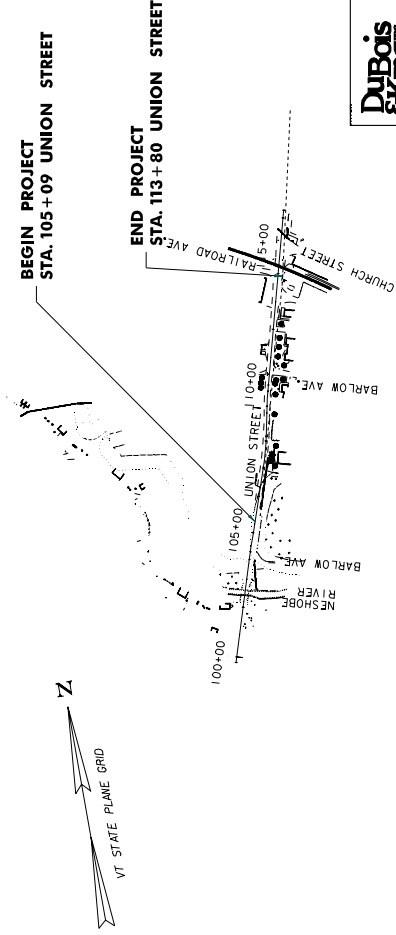 BEGIN PROJECT
STA. 105+09 UNION STREET
END PROJECT
STA. 113+80 UNION STREET
RAILROAD AVE.
5+00
CHURCH STREET
110+00
BARLOW AVE.
UNION STREET
105+00
BARLOW AVE
NESHOBE
RIVER
100+00
N
VT STATE PLANE GRID
DuBois